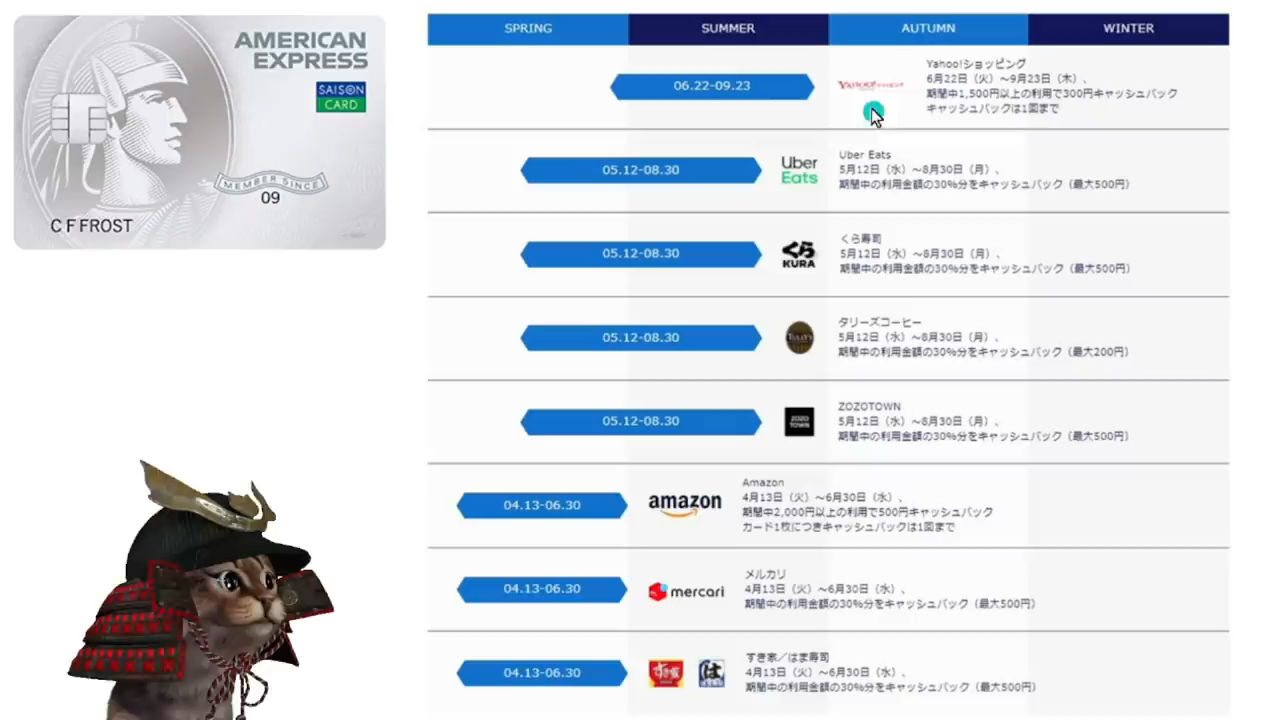 AMERICAN
EXPRESS
SAISON
CARD
MEMBER SINCE
09
C F FROST
SPRING
SUMMER
AUTUMN
WINTER
06.22-09.23
YAHOO!ショッピング
Yahoo!ショッピング
6月22日（火）～9月23日（木）、
期間中1,500円以上の利用で300円キャッシュバック
キャッシュバックは1回まで
05.12-08.30
Uber
Eats
Uber Eats
5月12日（水）～8月30日（月）、
期間中の利用金額の30%分をキャッシュバック（最大500円）
05.12-08.30
くら
KURA
くら寿司
5月12日（水）～8月30日（月）、
期間中の利用金額の30%分をキャッシュバック（最大500円）
05.12-08.30
TULLY'S
タリーズコーヒー
5月12日（水）～8月30日（月）、
期間中の利用金額の30%分をキャッシュバック（最大200円）
05.12-08.30
ZOZO
TOWN
ZOZOTOWN
5月12日（水）～8月30日（月）、
期間中の利用金額の30%分をキャッシュバック（最大500円）
04.13-06.30
amazon
Amazon
4月13日（火）～6月30日（水）、
期間中2,000円以上の利用で500円キャッシュバック
カード1枚につきキャッシュバックは1回まで
04.13-06.30
mercari
メルカリ
4月13日（火）～6月30日（水）、
期間中の利用金額の30%分をキャッシュバック（最大500円）
04.13-06.30
すき家
は
すき家／はま寿司
4月13日（火）～6月30日（水）、
期間中の利用金額の30%分をキャッシュバック（最大500円）